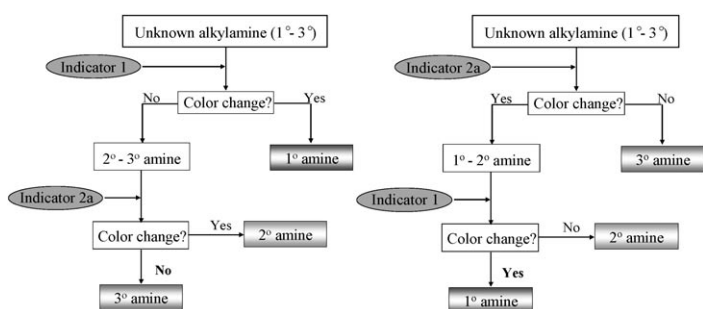 Unknown alkylamine (1°- 3°)
Indicator 1
No
Color change?
Yes
2° - 3° amine
1° amine
Indicator 2a
Color change?
Yes
2° amine
No
3° amine
Unknown alkylamine (1°- 3°)
Indicator 2a
Yes
Color change?
No
1° - 2° amine
3° amine
Indicator 1
Color change?
No
2° amine
Yes
1° amine